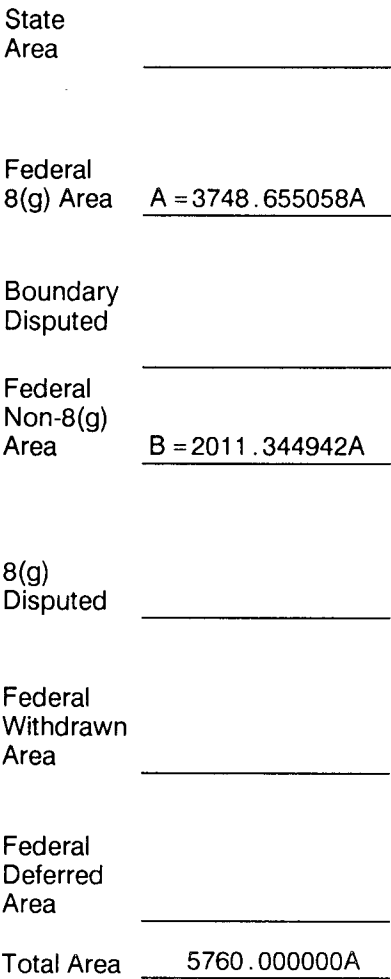 State
Area
Federal
8(g) Area A =3748.655058A
Boundary
Disputed
Federal
Non-8(g)
Area B =2011.344942A
8(g)
Disputed
Federal
Withdrawn
Area
Federal
Deferred
Area
Total Area 5760.000000A